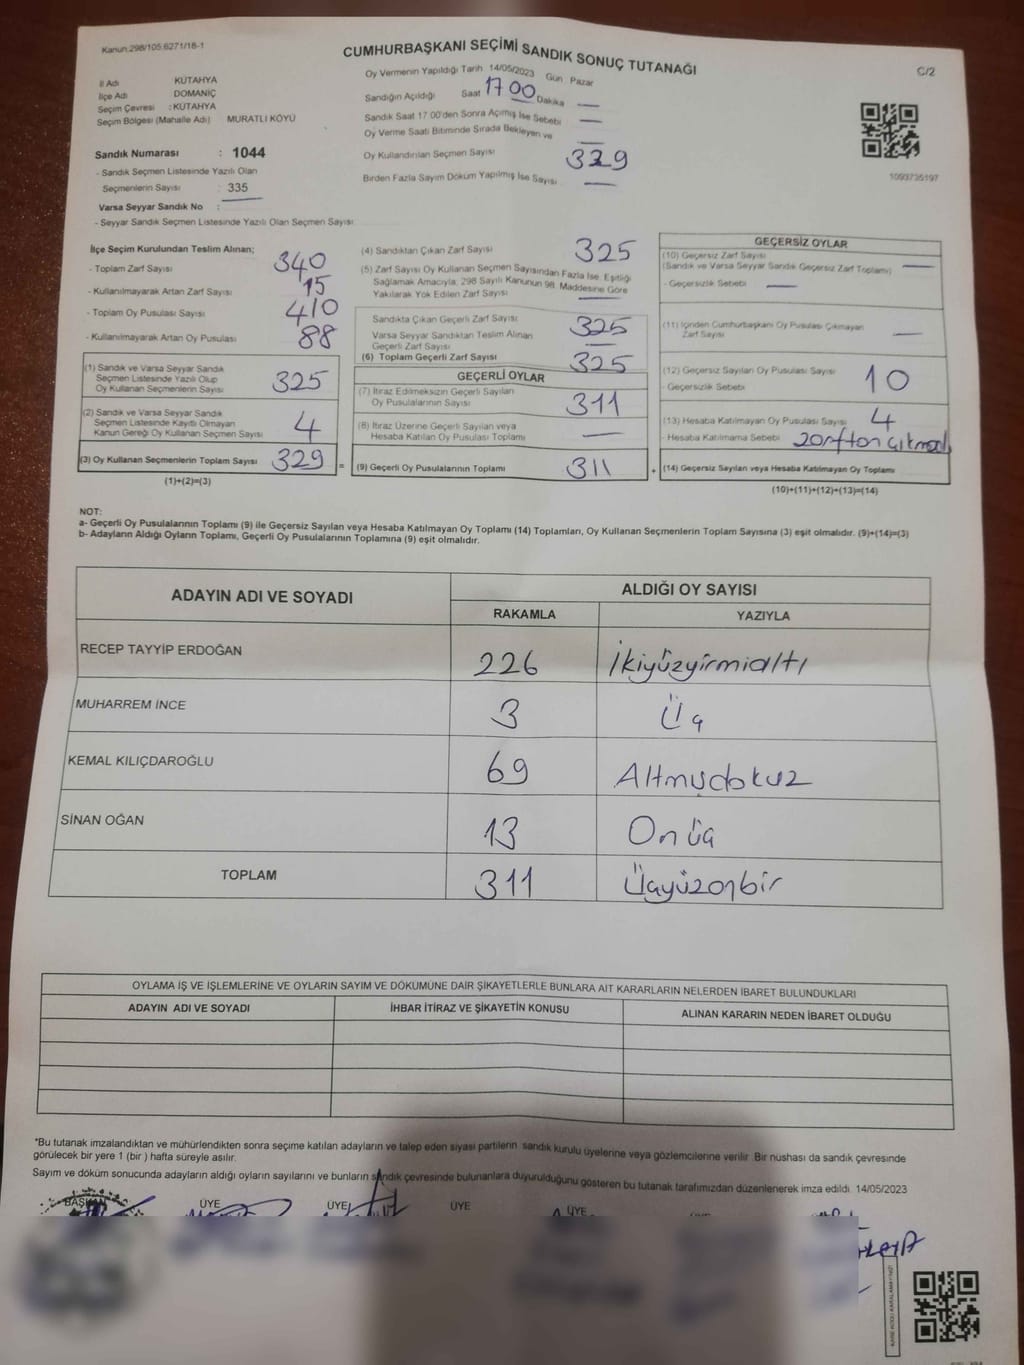 Kanun:298/105.6271/18-1
CUMHURBAŞKANI SEÇİMİ SANDIK SONUÇ TUTANAĞI
C/2
İl Adı KÜTAHYA
İlçe Adı DOMANİÇ
Seçim Çevresi : KÜTAHYA
Seçim Bölgesi (Mahalle Adı) MURATLI KÖYÜ
Oy Vermenin Yapıldığı Tarih 14/05/2023 Gün Pazar
Sandığın Açıldığı Saat 17 00 Dakika —
Sandık Saat 17.00'den Sonra Açımış İse Sebebi —
Oy Verme Saati Bitiminde Sırada Bekleyen ve —
Oy Kullandırılan Seçmen Sayısı 329
Birden Fazla Sayım Döküm Yapılmış İse Sayısı —
1093735197
Sandık Numarası : 1044
- Sandık Seçmen Listesinde Yazılı Olan
Seçmenlerin Sayısı : 335
Varsa Seyyar Sandık No :
- Seyyar Sandık Seçmen Listesinde Yazılı Olan Seçmen Sayısı
İlçe Seçim Kurulundan Teslim Alınan;
- Toplam Zarf Sayısı 340
- Kullanılmayarak Artan Zarf Sayısı 15
- Toplam Oy Pusulası Sayısı 410
- Kullanılmayarak Artan Oy Pusulası 88
(1) Sandık ve Varsa Seyyar Sandık
Seçmen Listesinde Yazılı Olup
Oy Kullanan Seçmenlerin Sayısı 325
(2) Sandık ve Varsa Seyyar Sandık
Seçmen Listesinde Kayıtlı Olmayan
Kanun Gereği Oy Kullanan Seçmen Sayısı 4
(3) Oy Kullanan Seçmenlerin Toplam Sayısı 329 =
(1)+(2)=(3)
(4) Sandıktan Çıkan Zarf Sayısı 325
(5) Zarf Sayısı Oy Kullanan Seçmen Sayısından Fazla İse, Eşitliği
Sağlamak Amacıyla, 298 Sayılı Kanunun 98. Maddesine Göre
Yakılarak Yok Edilen Zarf Sayısı —
Sandıkta Çıkan Geçerli Zarf Sayısı 325
Varsa Seyyar Sandıktan Teslim Alınan
Geçerli Zarf Sayısı —
(6) Toplam Geçerli Zarf Sayısı 325
GEÇERLİ OYLAR
(7) İtiraz Edilmeksizin Geçerli Sayılan
Oy Pusulalarının Sayısı 311
(8) İtiraz Üzerine Geçerli Sayılan veya
Hesaba Katılan Oy Pusulası Toplamı —
(9) Geçerli Oy Pusulalarının Toplamı 311 +
GEÇERSİZ OYLAR
(10) Geçersiz Zarf Sayısı
(Sandık ve Varsa Seyyar Sandık Geçersiz Zarf Toplamı) —
- Geçersizlik Sebebi —
(11) İçinden Cumhurbaşkanı Oy Pusulası Çıkmayan
Zarf Sayısı —
(12) Geçersiz Sayılan Oy Pusulası Sayısı 10
- Geçersizlik Sebebi
(13) Hesaba Katılmayan Oy Pusulası Sayısı 4
- Hesaba Katılmama Sebebi
(14) Geçersiz Sayılan veya Hesaba Katılmayan Oy Toplamı
(10)+(11)+(12)+(13)=(14)
NOT:
a- Geçerli Oy Pusulalarının Toplamı (9) ile Geçersiz Sayılan veya Hesaba Katılmayan Oy Toplamı (14) Toplamları, Oy Kullanan Seçmenlerin Toplam Sayısına (3) eşit olmalıdır. (9)+(14)=(3)
b- Adayların Aldığı Oyların Toplamı, Geçerli Oy Pusulalarının Toplamına (9) eşit olmalıdır.
ADAYIN ADI VE SOYADI ALDIĞI OY SAYISI
RAKAMLA YAZIYLA
RECEP TAYYİP ERDOĞAN 226 İkiyüzyirmialtı
MUHARREM İNCE 3 Üç
KEMAL KILIÇDAROĞLU 69 Altmışdokuz
SİNAN OĞAN 13 On üç
TOPLAM 311 Üçyüzonbir
OYLAMA İŞ VE İŞLEMLERİNE VE OYLARIN SAYIM VE DÖKÜMÜNE DAİR ŞİKAYETLERLE BUNLARA AİT KARARLARIN NELERDEN İBARET BULUNDUKLARI
ADAYIN ADI VE SOYADI İHBAR İTİRAZ VE ŞİKAYETİN KONUSU ALINAN KARARIN NEDEN İBARET OLDUĞU
*Bu tutanak imzalandıktan ve mühürlendikten sonra seçime katılan adayların ve talep eden siyasi partilerin sandık kurulu üyelerine veya gözlemcilerine verilir. Bir nüshası da sandık çevresinde
görülecek bir yere 1 (bir) hafta süreyle asılır.
Sayım ve döküm sonucunda adayların aldığı oyların sayılarını ve bunların sandık çevresinde bulunanlara duyurulduğunu gösteren bu tutanak tarafımızdan düzenlenerek imza edildi. 14/05/2023
BAŞKAN ÜYE ÜYE ÜYE ÜYE